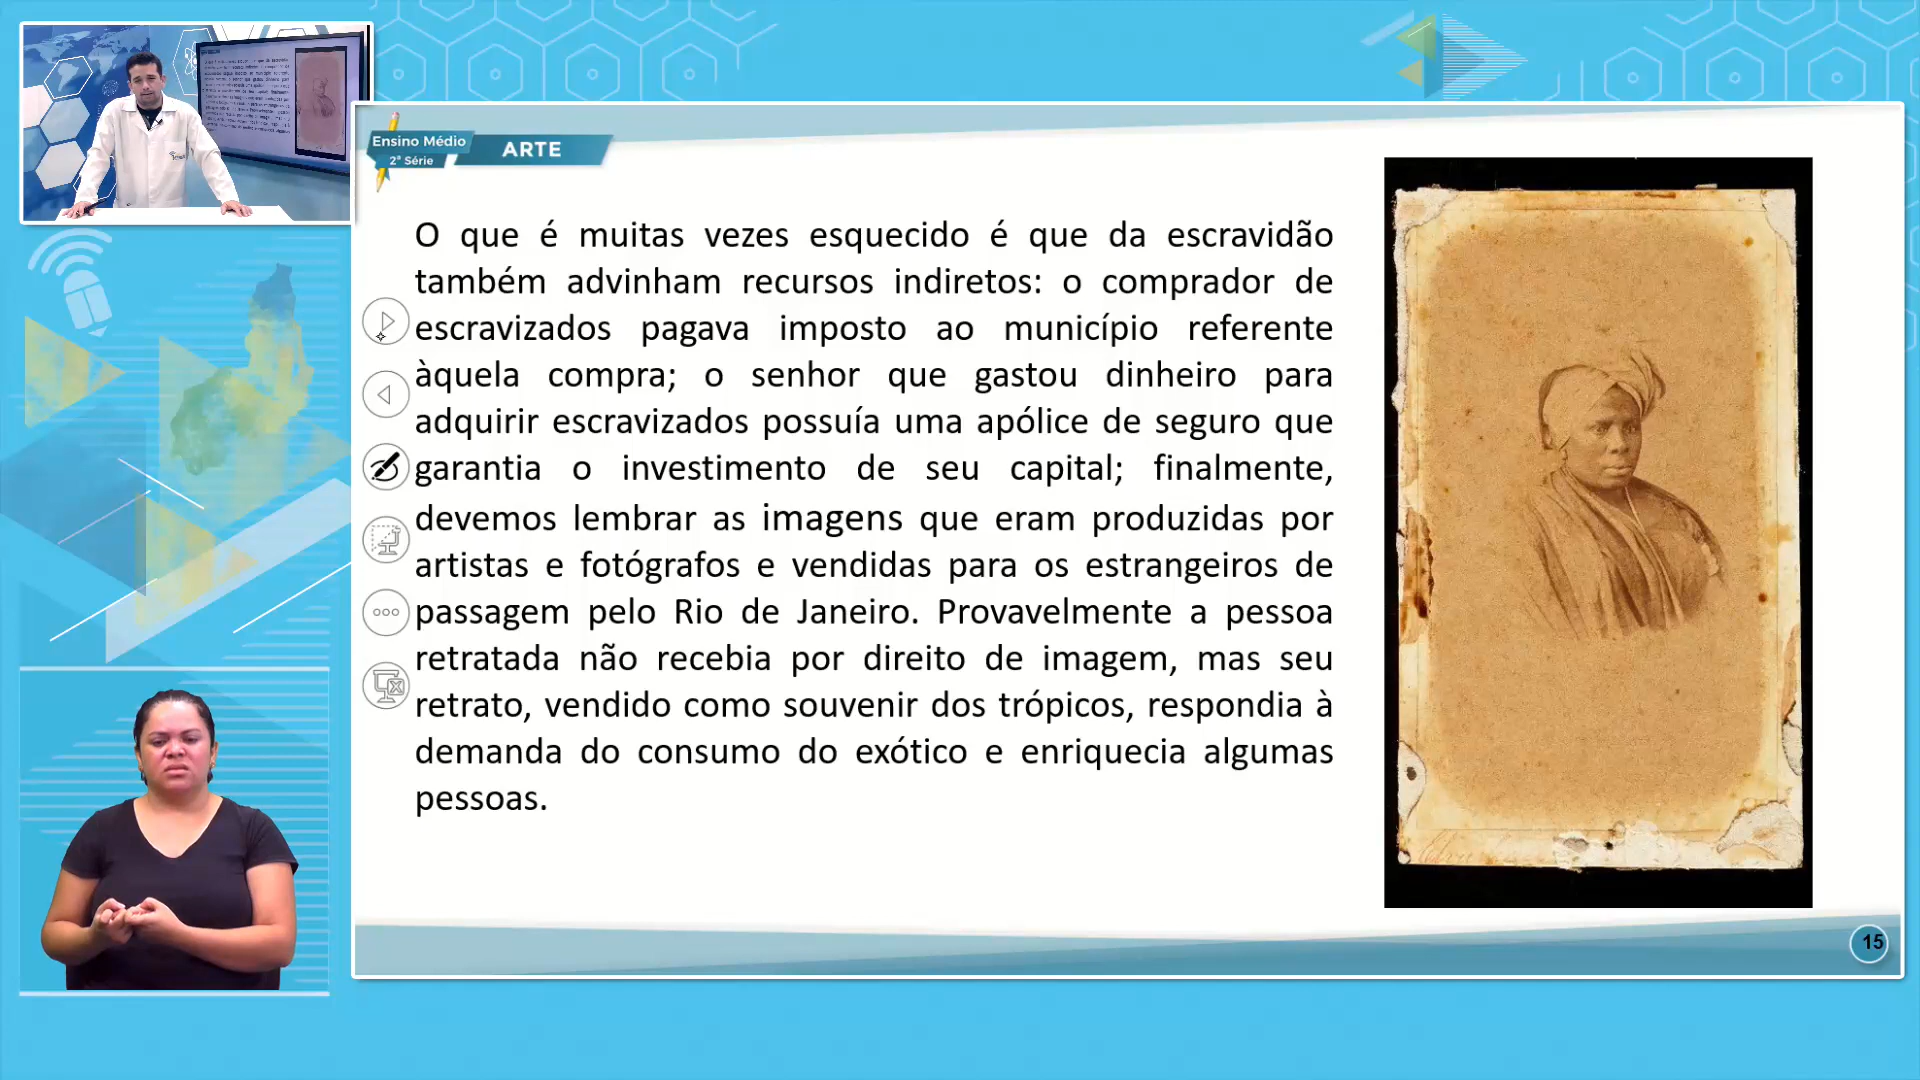 Ensino Médio
2ª Série
ARTE
O que é muitas vezes esquecido é que da escravidão
também advinham recursos indiretos: o comprador de
escravizados pagava imposto ao município referente
àquela compra; o senhor que gastou dinheiro para
adquirir escravizados possuía uma apólice de seguro que
garantia o investimento de seu capital; finalmente,
devemos lembrar as imagens que eram produzidas por
artistas e fotógrafos e vendidas para os estrangeiros de
passagem pelo Rio de Janeiro. Provavelmente a pessoa
retratada não recebia por direito de imagem, mas seu
retrato, vendido como souvenir dos trópicos, respondia à
demanda do consumo do exótico e enriquecia algumas
pessoas.
15